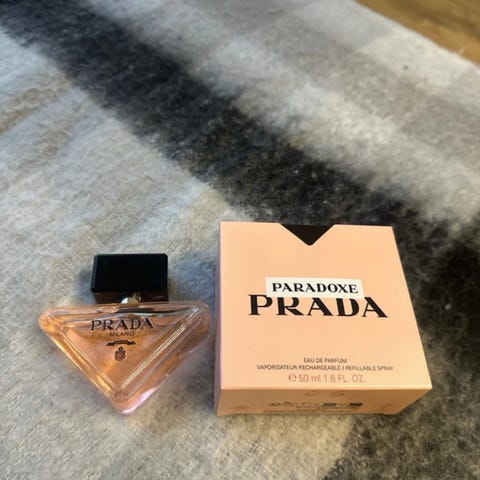 PRADA
MILANO
PARADOXE
PRADA
EAU DE PARFUM
VAPORISATEUR RECHARGEABLE / REFILLABLE SPRAY
℮ 50 ml 1.6 FL. OZ.